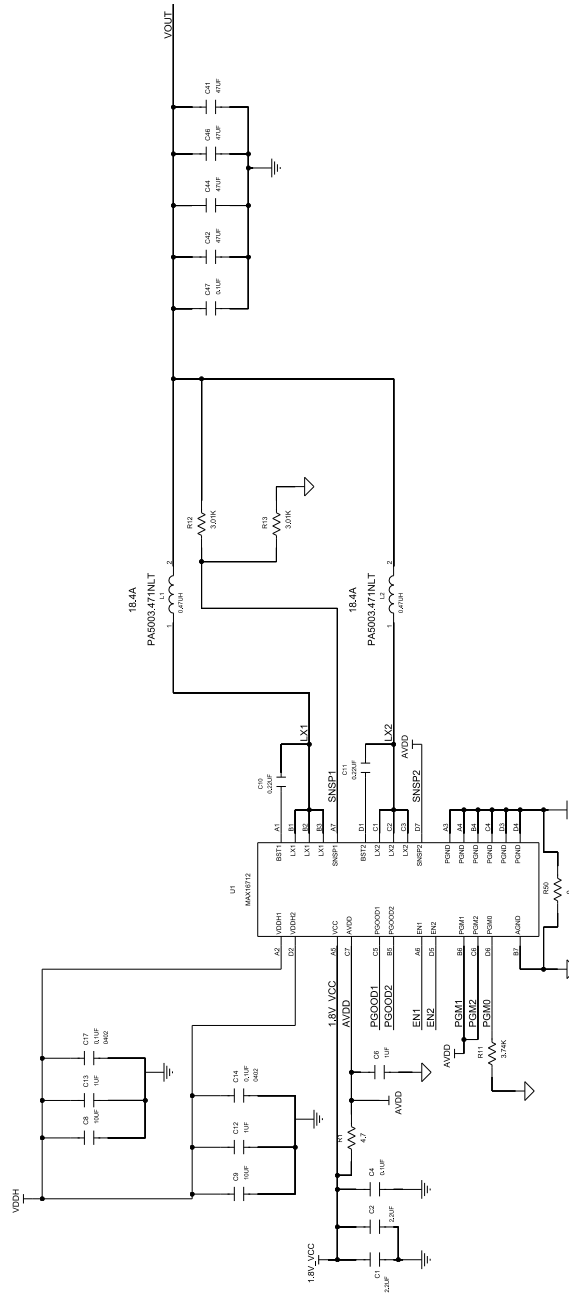 VOUT
C41
47UF
C46
47UF
C44
47UF
C42
47UF
C47
0.1UF
R12
3.01K
R13
3.01K
18.4A
PA5003.471NLT
L1
0.47UH
1
2
18.4A
PA5003.471NLT
L2
0.47UH
1
2
LX1
C10
0.22UF
SNSP1
LX2
C11
0.22UF
AVDD
SNSP2
U1
MAX16712
A1
BST1
B1
LX1
B2
LX1
B3
LX1
A7
SNSP1
D1
BST2
C1
LX2
C2
LX2
C3
LX2
D7
SNSP2
A3
PGND
A4
PGND
B4
PGND
C4
PGND
D3
PGND
D4
PGND
A2
VDDH1
D2
VDDH2
A5
VCC
C7
AVDD
C5
PGOOD1
B5
PGOOD2
A6
EN1
D5
EN2
B6
PGM1
C6
PGM2
D6
PGM0
B7
AGND
R50
1.8V_VCC
AVDD
PGOOD1
PGOOD2
EN1
EN2
PGM1
PGM2
PGM0
AVDD
R11
3.74K
C6
1UF
AVDD
R1
4.7
C4
0.1UF
C2
2.2UF
C1
2.2UF
1.8V_VCC
VDDH
C17
0.1UF
0402
C13
1UF
C8
10UF
C14
0.1UF
0402
C12
1UF
C9
10UF